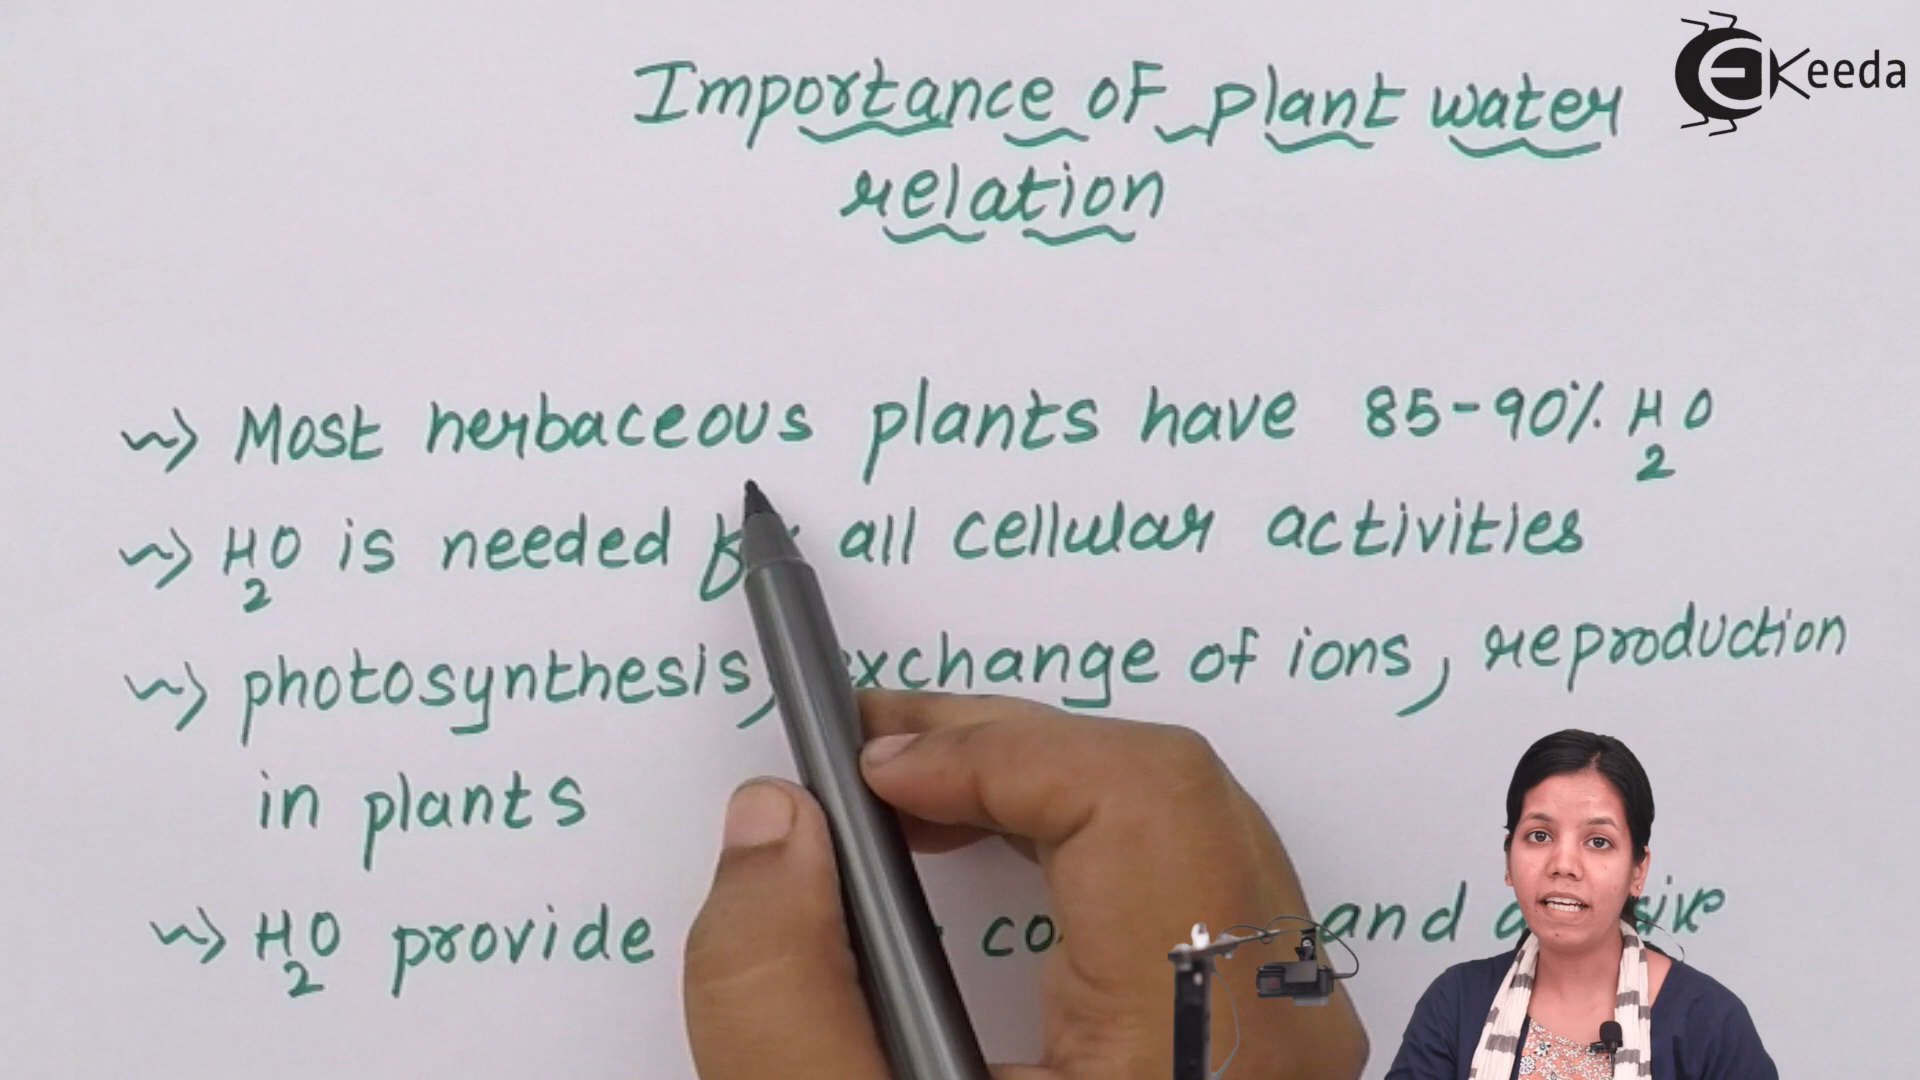 Importance of plant water
relation
Keeda
Most herbaceous plants have 85-90% H2O
H2O is needed all cellular activities
photosynthesis, exchange of ions, reproduction
in plants
H2O provide and